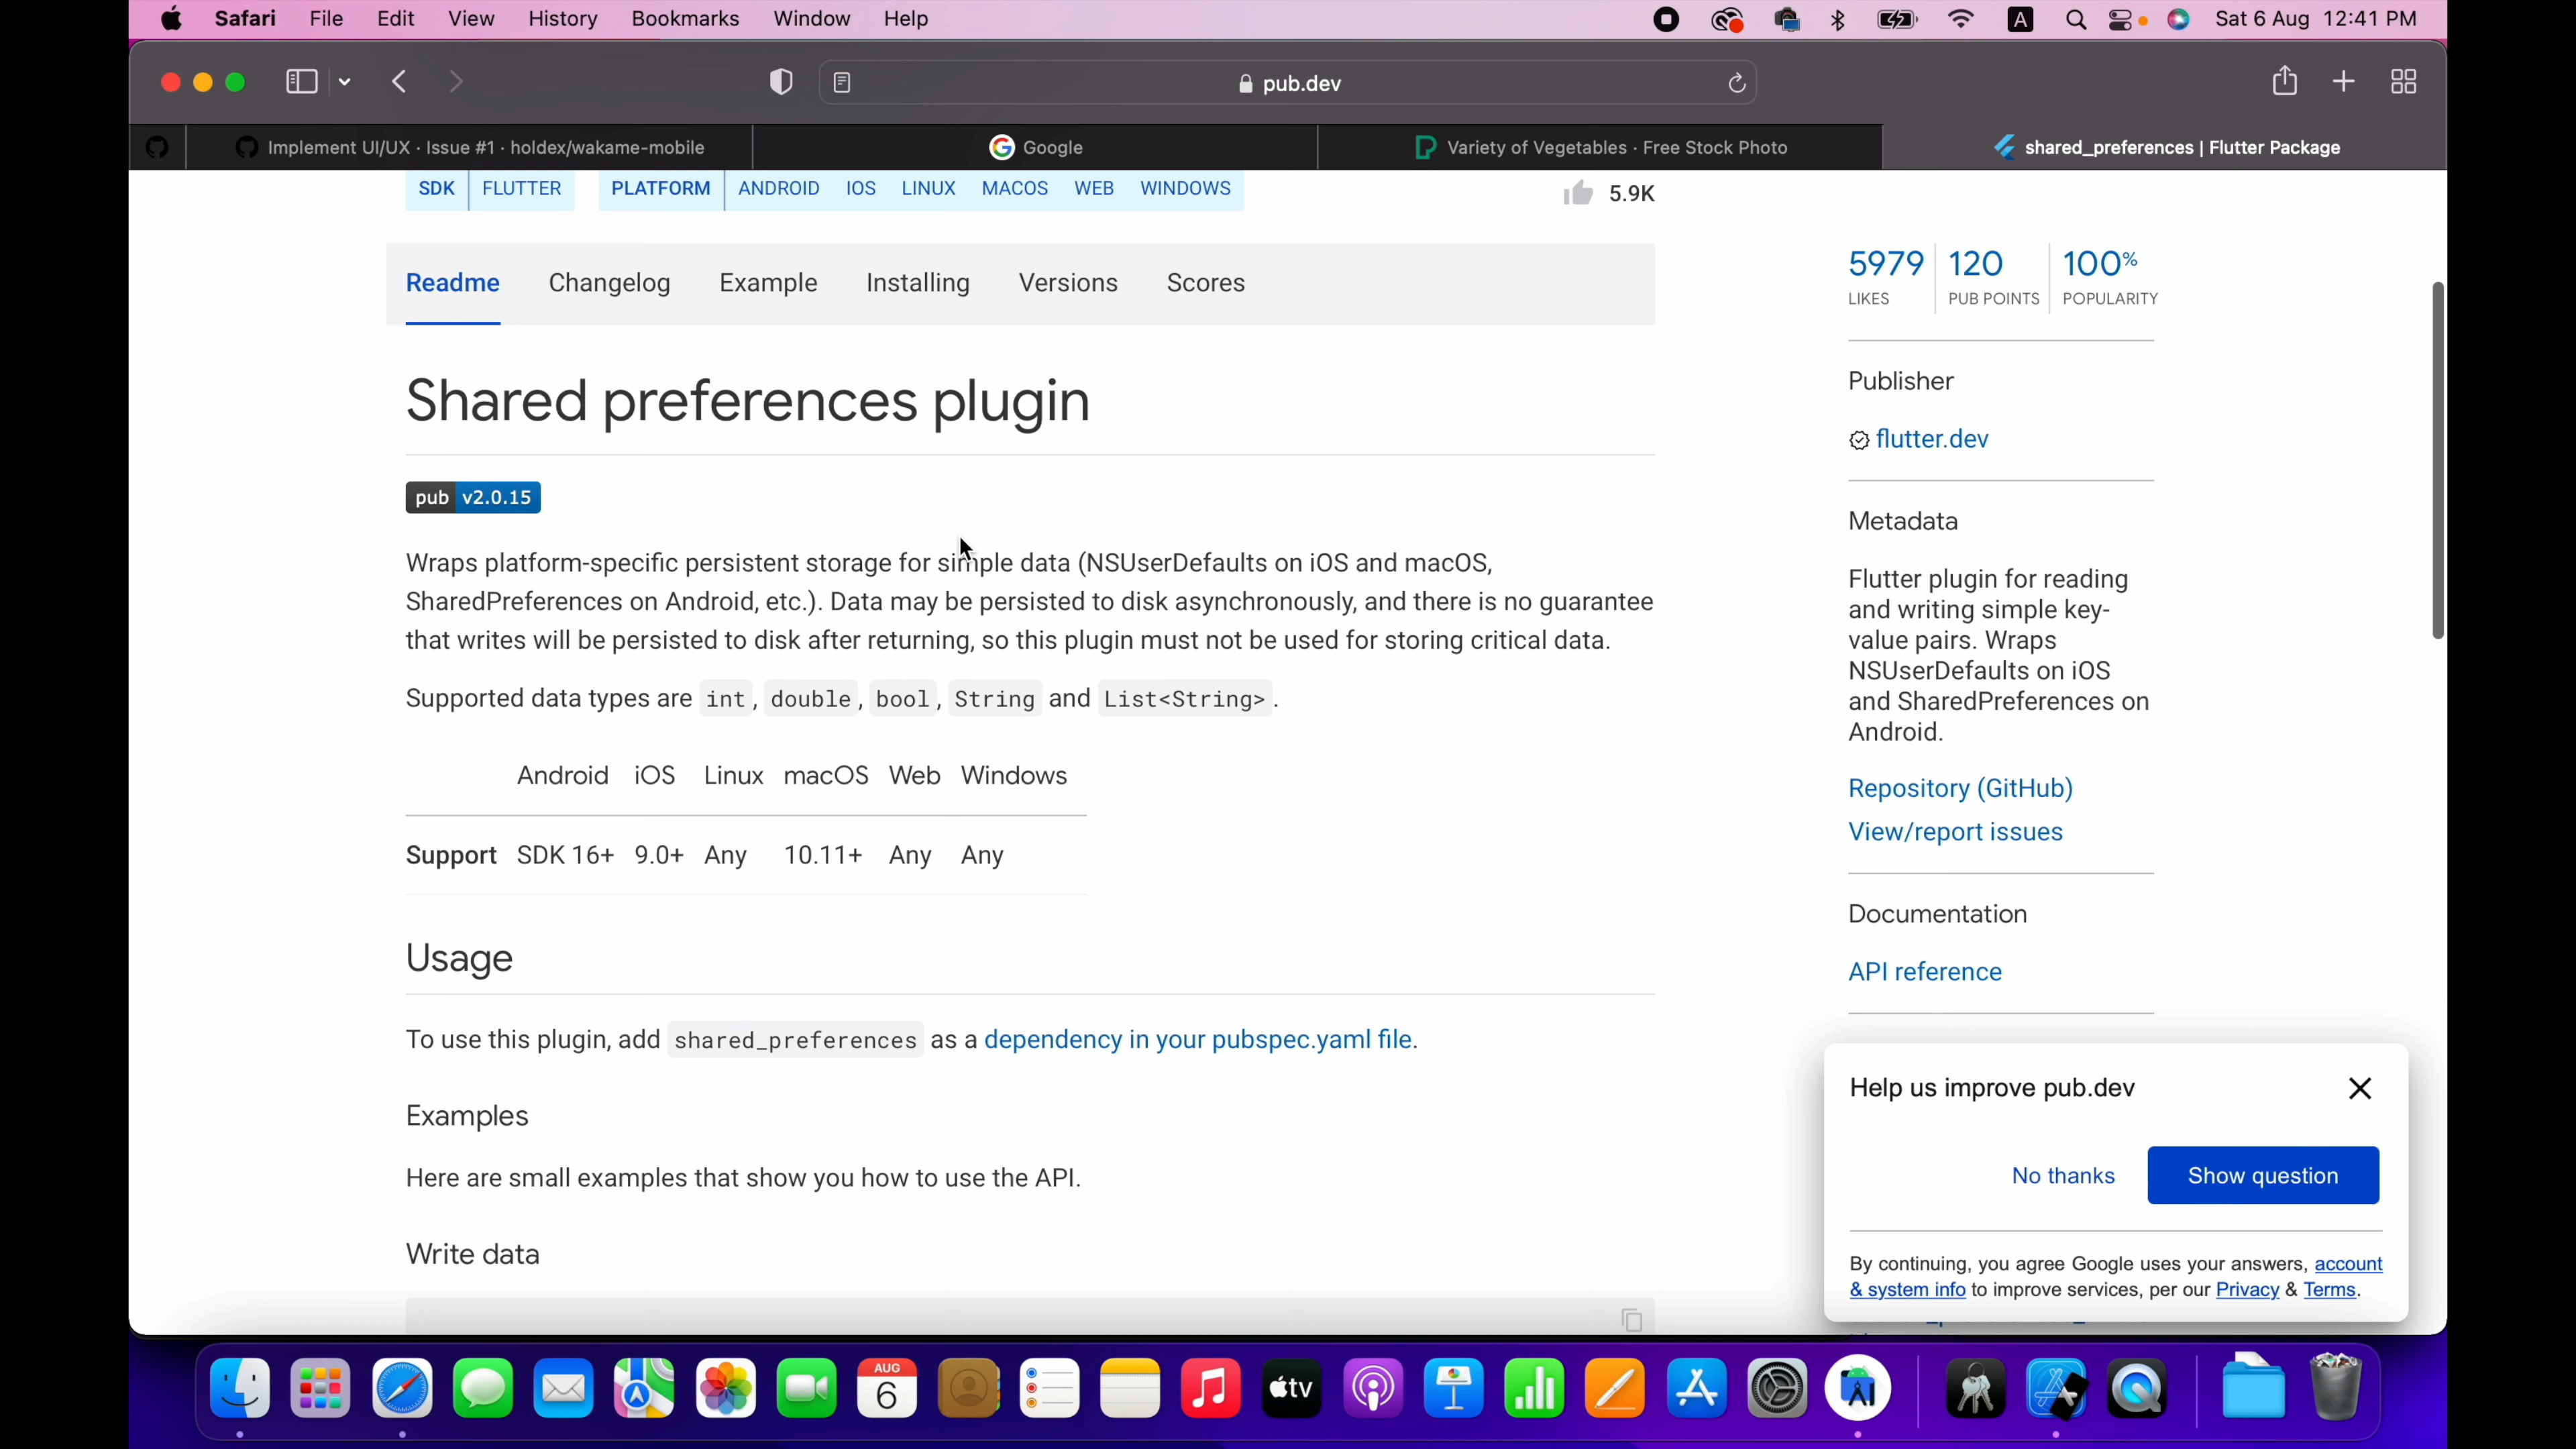 Safari File Edit View History Bookmarks Window Help
A
Sat 6 Aug 12:41 PM
pub.dev
Implement UI/UX · Issue #1 · holdex/wakame-mobile
Google
Variety of Vegetables · Free Stock Photo
shared_preferences | Flutter Package
SDK FLUTTER
PLATFORM ANDROID IOS LINUX MACOS WEB WINDOWS
5.9K
Readme Changelog Example Installing Versions Scores
Shared preferences plugin
pub v2.0.15
Wraps platform-specific persistent storage for simple data (NSUserDefaults on iOS and macOS,
SharedPreferences on Android, etc.). Data may be persisted to disk asynchronously, and there is no guarantee
that writes will be persisted to disk after returning, so this plugin must not be used for storing critical data.
Supported data types are int, double, bool, String and List<String>.
Android iOS Linux macOS Web Windows
Support SDK 16+ 9.0+ Any 10.11+ Any Any
Usage
To use this plugin, add shared_preferences as a dependency in your pubspec.yaml file.
Examples
Here are small examples that show you how to use the API.
Write data
5979 120 100%
LIKES PUB POINTS POPULARITY
Publisher
flutter.dev
Metadata
Flutter plugin for reading
and writing simple key-
value pairs. Wraps
NSUserDefaults on iOS
and SharedPreferences on
Android.
Repository (GitHub)
View/report issues
Documentation
API reference
Help us improve pub.dev
No thanks
Show question
By continuing, you agree Google uses your answers, account
& system info to improve services, per our Privacy & Terms.
AUG
6
tv